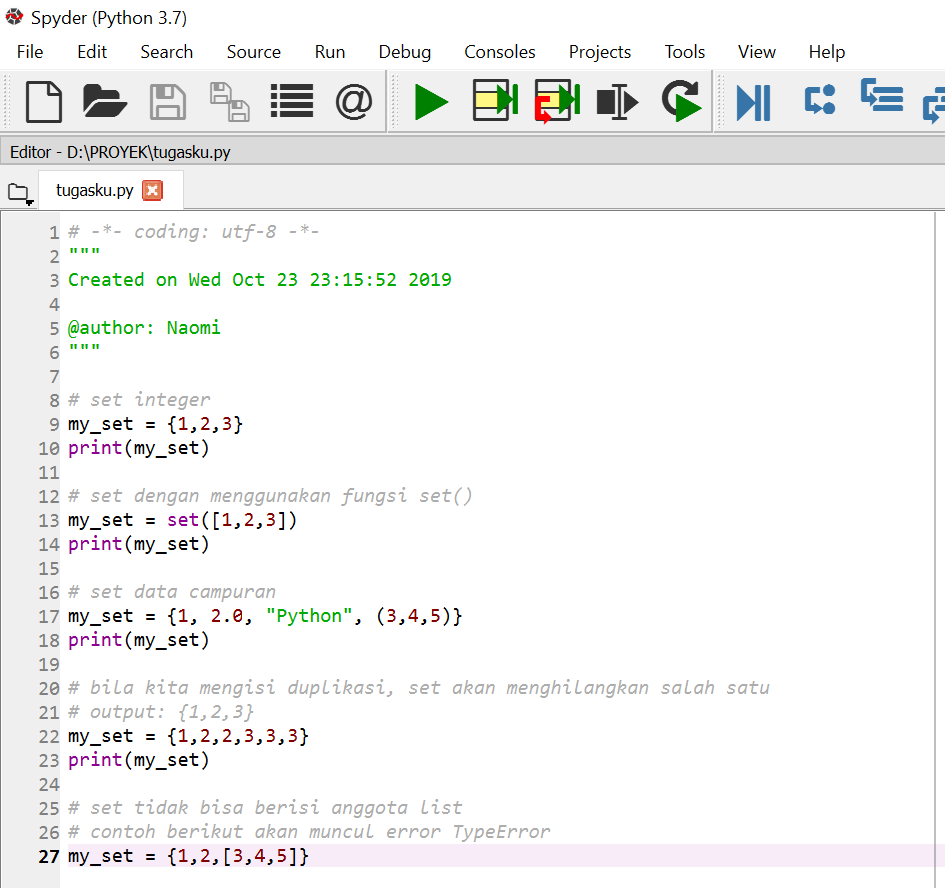 Spyder (Python 3.7)
File Edit Search Source Run Debug Consoles Projects Tools View Help
@
Editor - D:\PROYEK\tugasku.py
tugasku.py
1 # -*- coding: utf-8 -*-
2 """
3 Created on Wed Oct 23 23:15:52 2019
4
5 @author: Naomi
6 """
7
8 # set integer
9 my_set = {1,2,3}
10 print(my_set)
11
12 # set dengan menggunakan fungsi set()
13 my_set = set([1,2,3])
14 print(my_set)
15
16 # set data campuran
17 my_set = {1, 2.0, "Python", (3,4,5)}
18 print(my_set)
19
20 # bila kita mengisi duplikasi, set akan menghilangkan salah satu
21 # output: {1,2,3}
22 my_set = {1,2,2,3,3,3}
23 print(my_set)
24
25 # set tidak bisa berisi anggota list
26 # contoh berikut akan muncul error TypeError
27 my_set = {1,2,[3,4,5]}